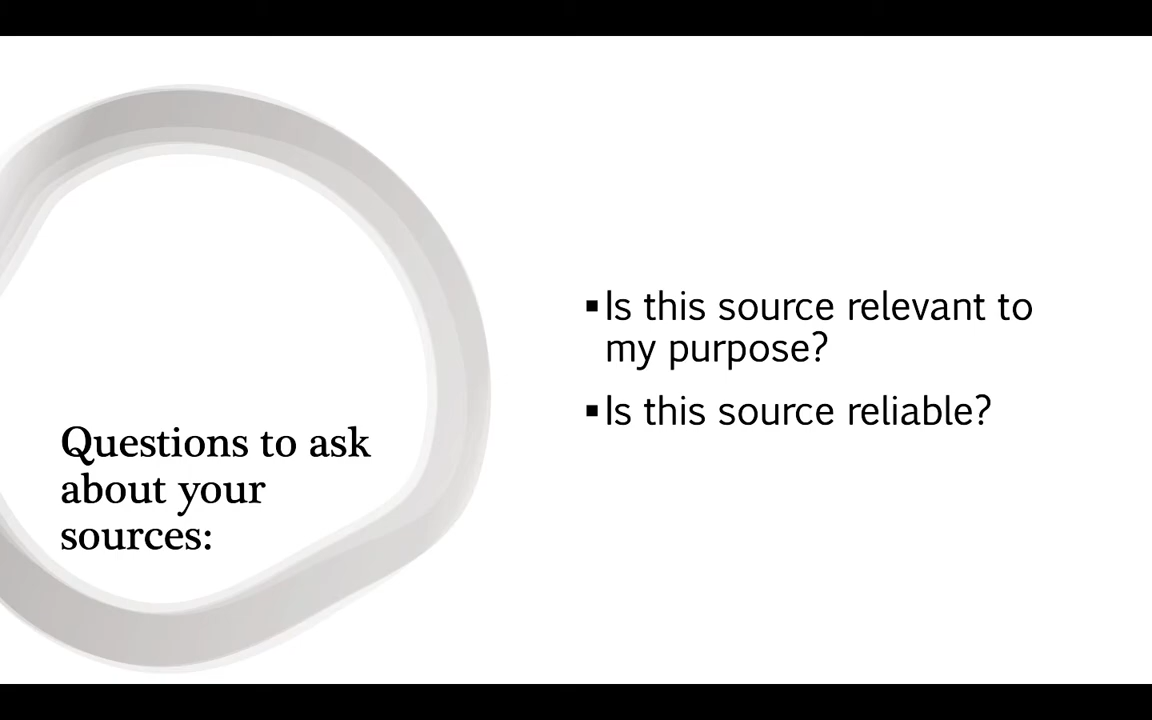 Questions to ask
about your
sources:
▪Is this source relevant to
my purpose?
▪Is this source reliable?